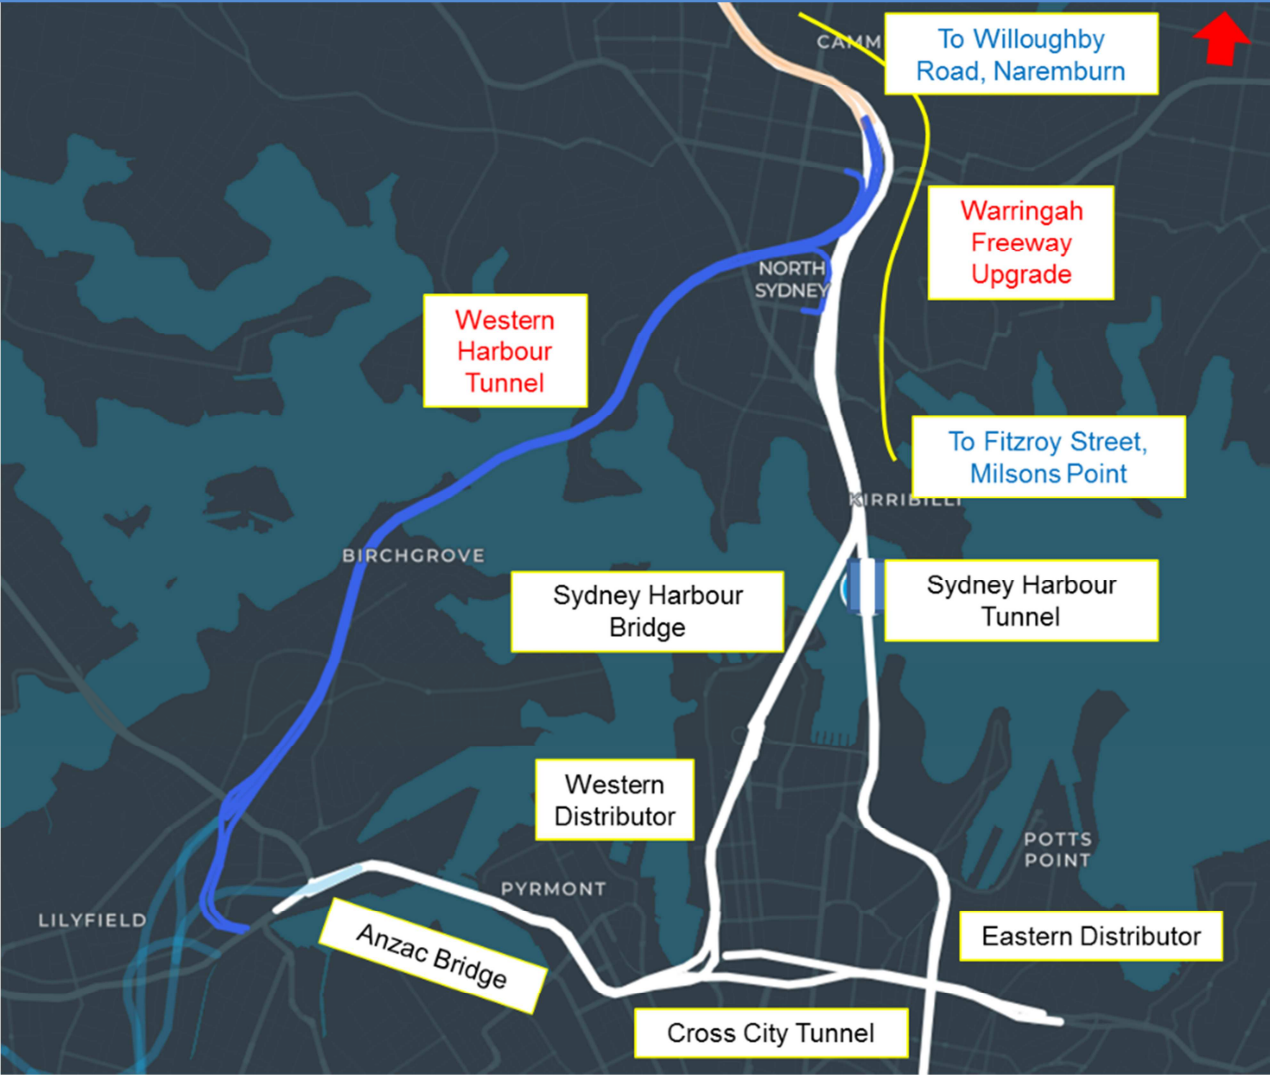 CAMM
To Willoughby
Road, Naremburn
Warringah
Freeway
Upgrade
NORTH
SYDNEY
Western
Harbour
Tunnel
To Fitzroy Street,
Milsons Point
KIRRIBILLI
BIRCHGROVE
Sydney Harbour
Bridge
Sydney Harbour
Tunnel
Western
Distributor
POTTS
POINT
PYRMONT
LILYFIELD
Anzac Bridge
Eastern Distributor
Cross City Tunnel